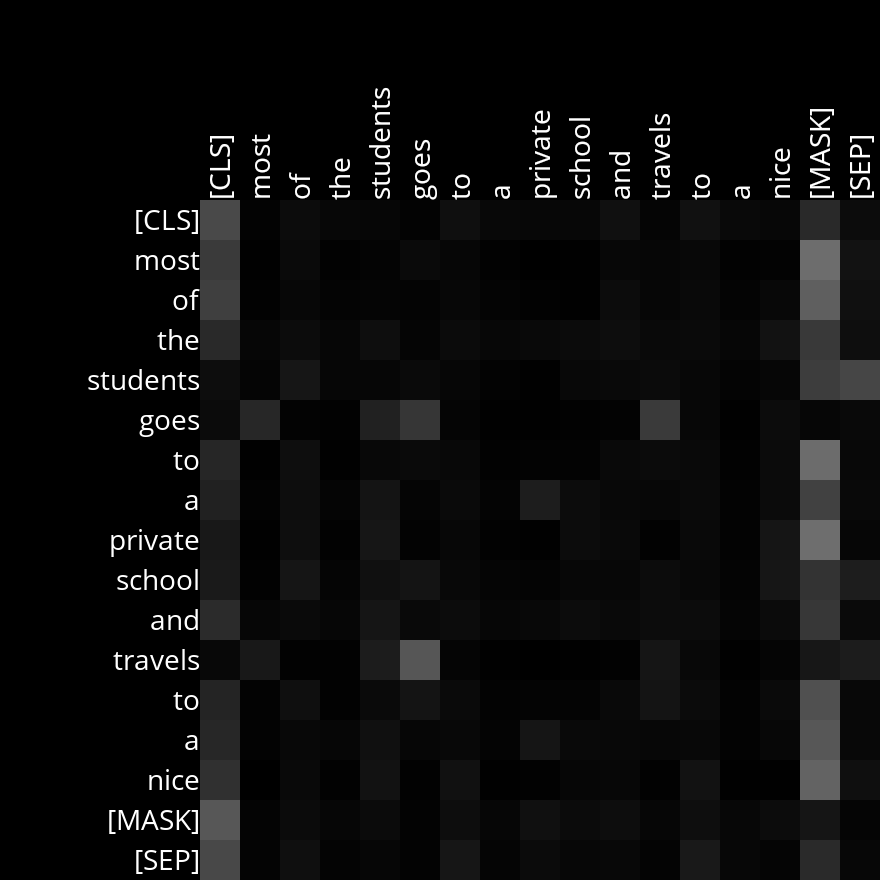 [CLS] most of the students goes to a private school and travels to a nice [MASK] [SEP]
[CLS]
most
of
the
students
goes
to
a
private
school
and
travels
to
a
nice
[MASK]
[SEP]